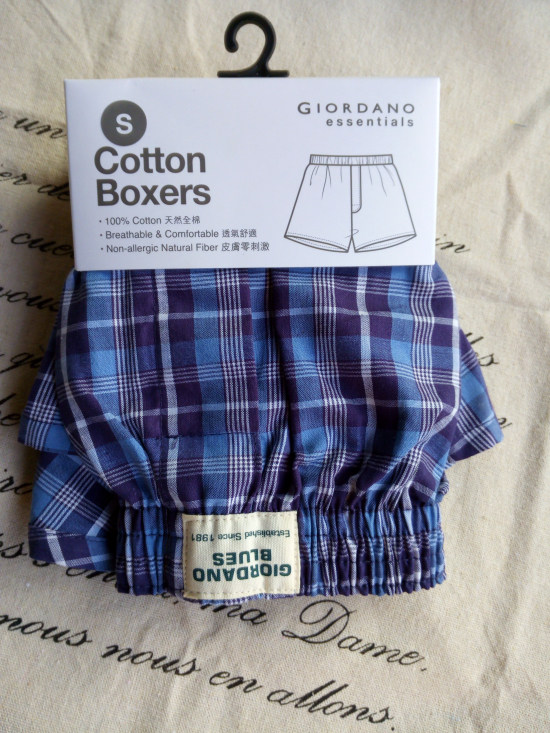 S
GIORDANO
essentials
Cotton
Boxers
• 100% Cotton 天然全棉
• Breathable & Comfortable 透氣舒適
• Non-allergic Natural Fiber 皮膚零刺激
GIORDANO
BLUES
Established Since 1981
ma Dame.
nous nous en allons.